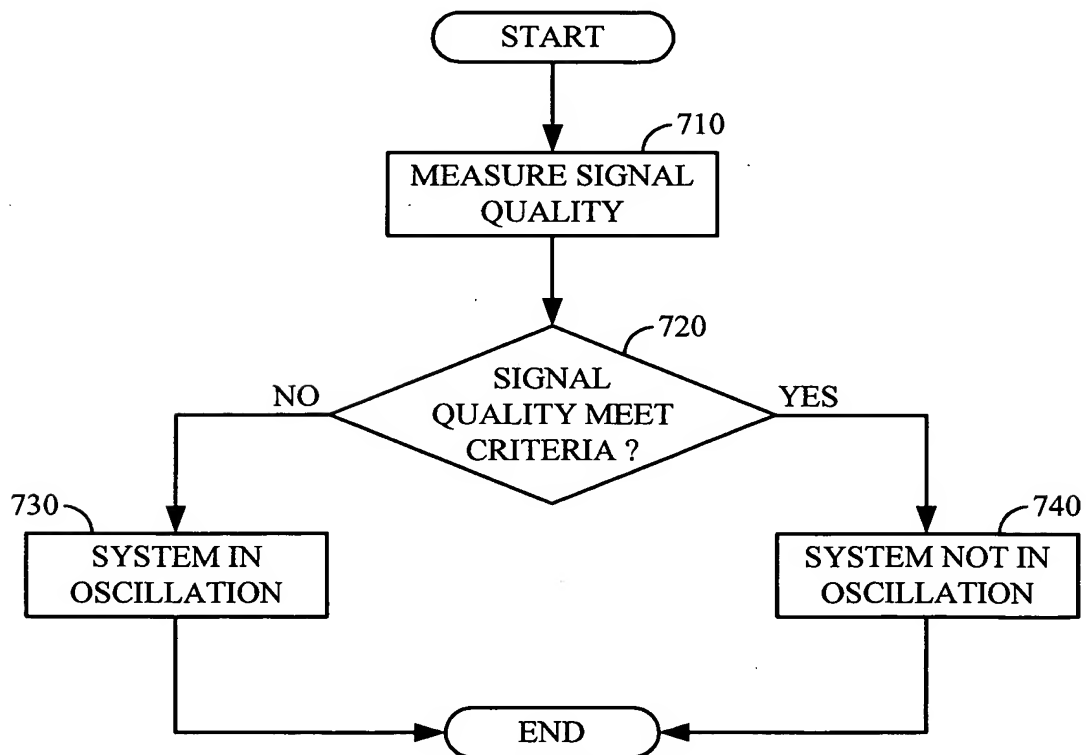 START
710
MEASURE SIGNAL
QUALITY
720
SIGNAL
QUALITY MEET
CRITERIA ?
NO
YES
730
SYSTEM IN
OSCILLATION
740
SYSTEM NOT IN
OSCILLATION
END